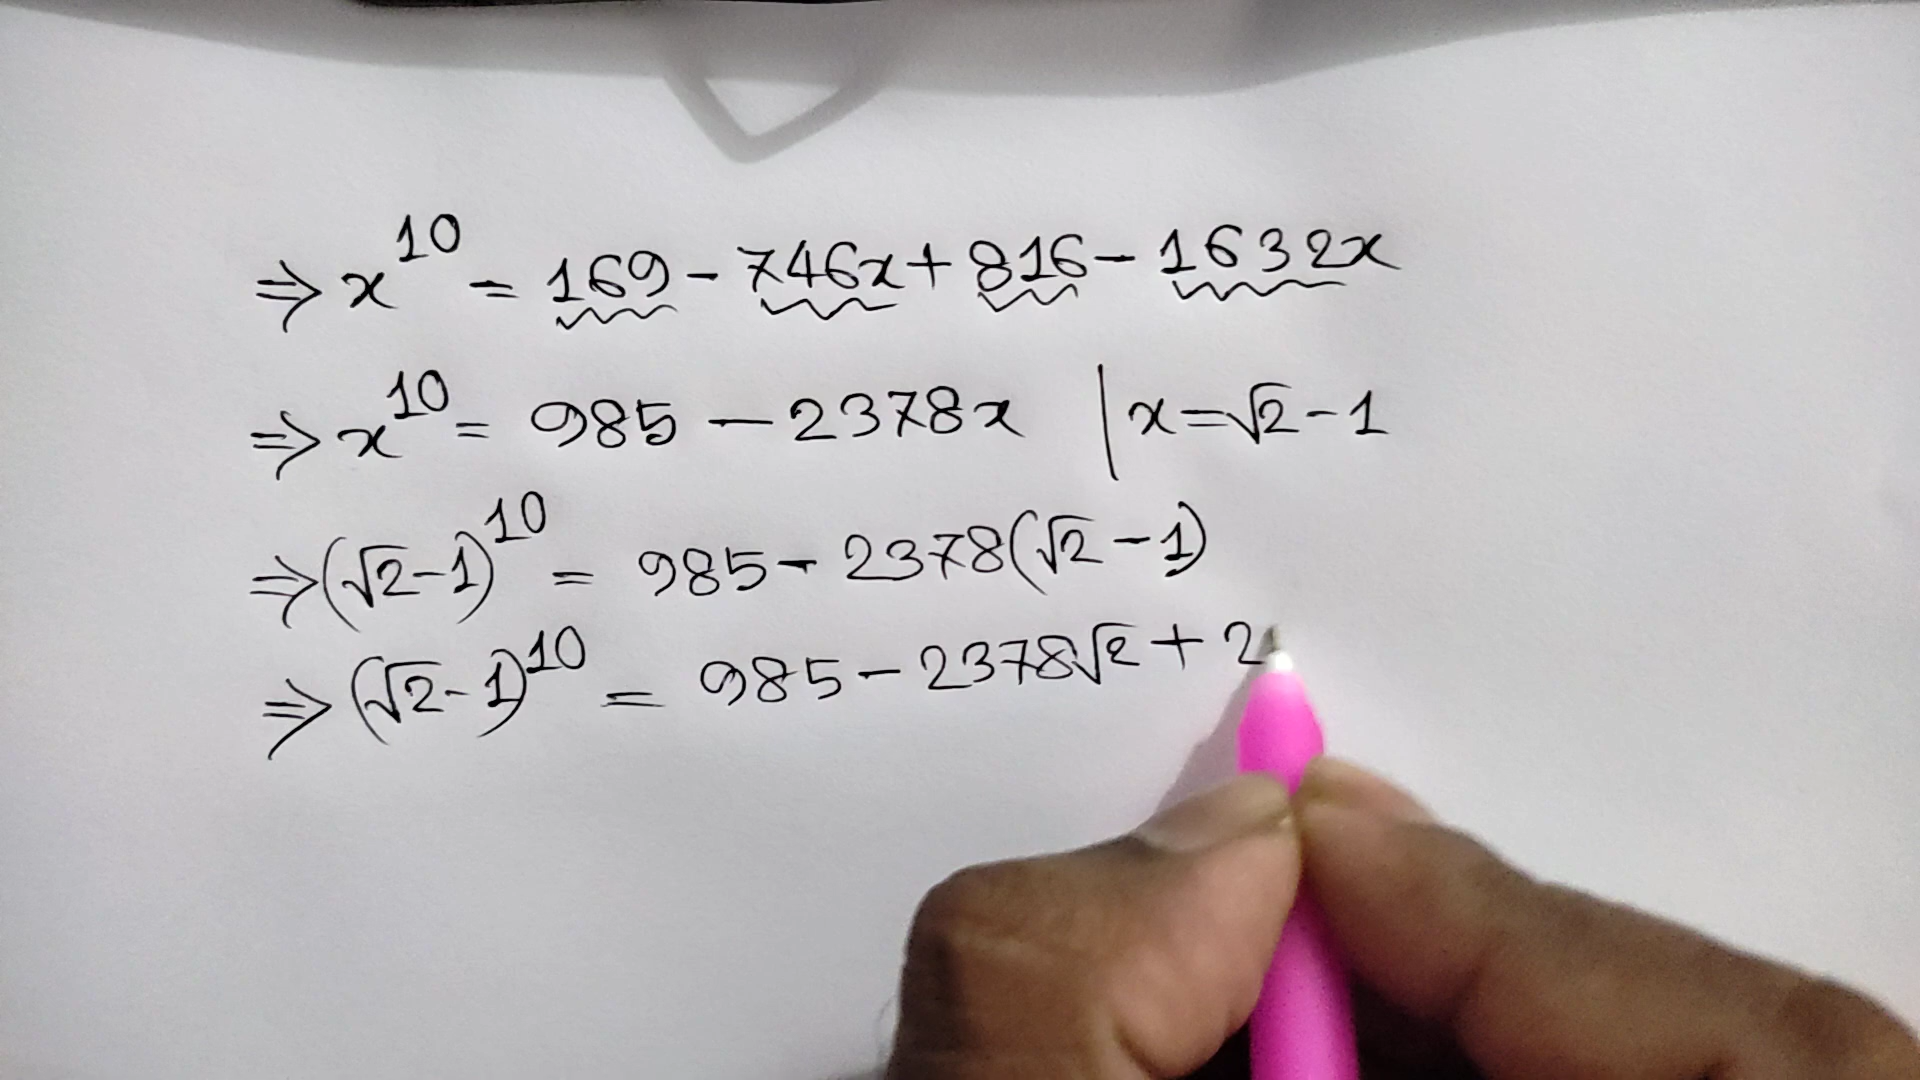 ⇒ x^10 = 169 - 746x + 816 - 1632x
⇒ x^10 = 985 - 2378x | x = √2 - 1
⇒ (√2 - 1)^10 = 985 - 2378(√2 - 1)
⇒ (√2 - 1)^10 = 985 - 2378√2 + 2